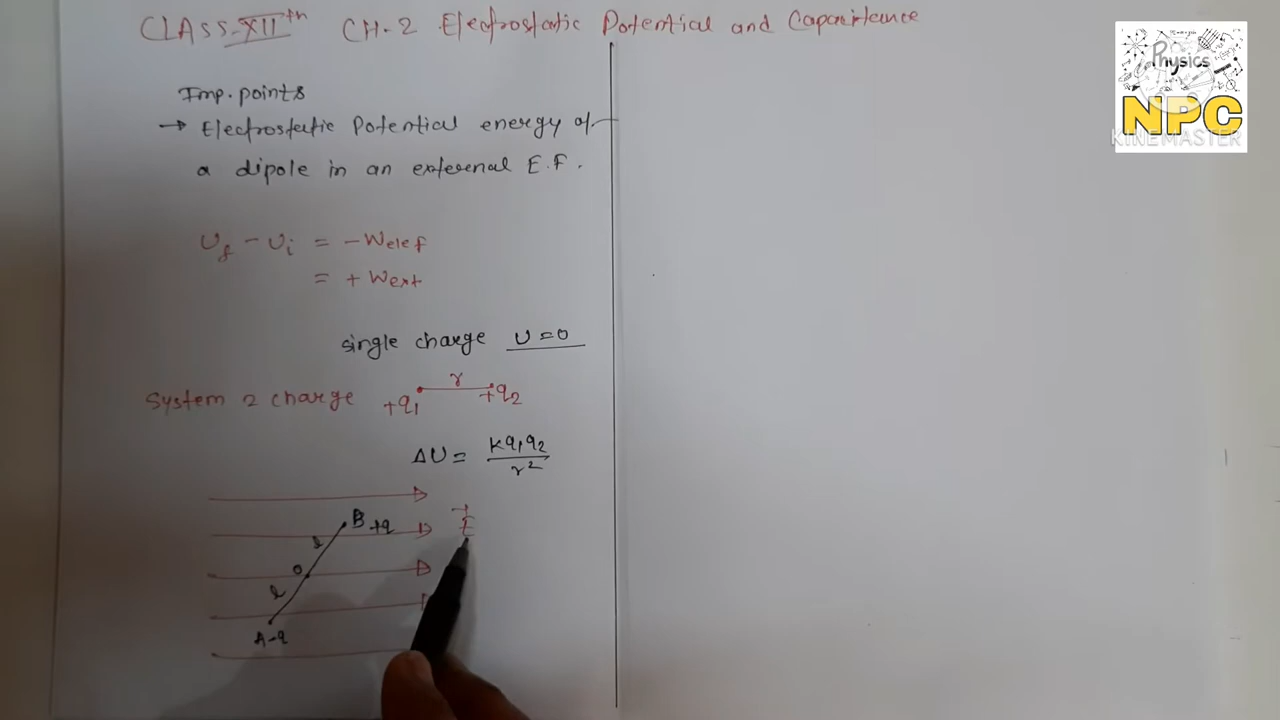 CLASS-XIIth CH-2 Electrostatic Potential and Capacitance
Physics
NPC
KINEMASTER
Imp. points
→ Electrostatic Potential energy of
a dipole in an external E.F.
Uf - Ui = - Welef
= + Wext
single charge U=0
System 2 charge +q1 r +q2
ΔU = kq1q2/r²
B +q
E
l
O
l
A-q